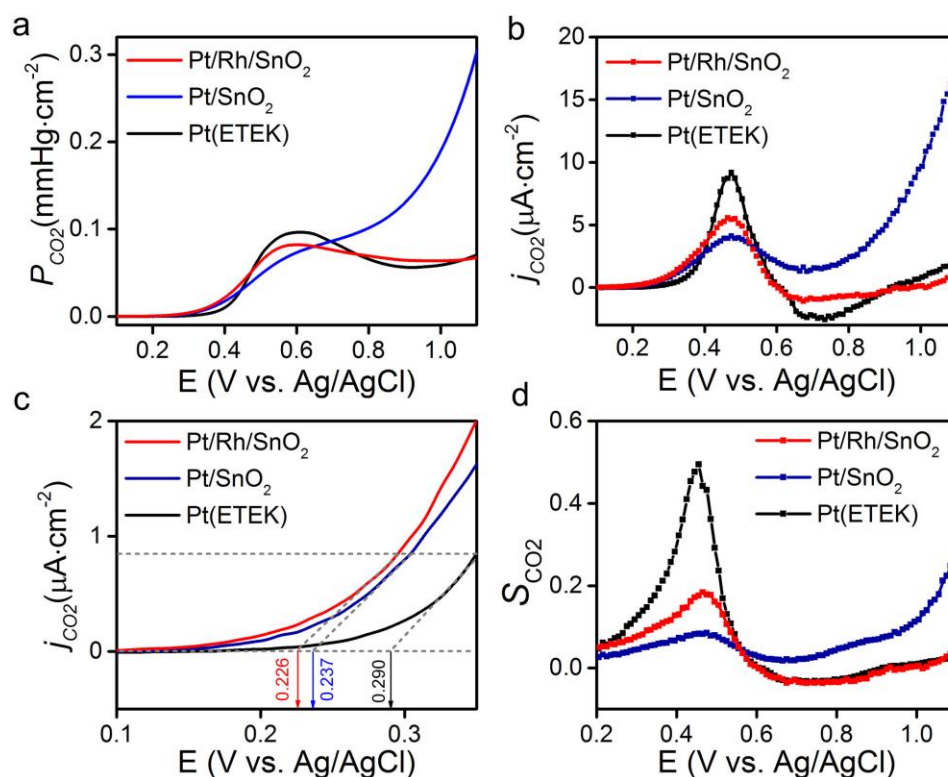 a
P_CO2(mmHg·cm⁻²)
0.3
0.2
0.1
0.0
Pt/Rh/SnO₂
Pt/SnO₂
Pt(ETEK)
0.2 0.4 0.6 0.8 1.0
E (V vs. Ag/AgCl)
b
j_CO2(μA·cm⁻²)
20
15
10
5
0
Pt/Rh/SnO₂
Pt/SnO₂
Pt(ETEK)
0.2 0.4 0.6 0.8 1.0
E (V vs. Ag/AgCl)
c
j_CO2(μA·cm⁻²)
2
1
0
Pt/Rh/SnO₂
Pt/SnO₂
Pt(ETEK)
0.226
0.237
0.290
0.1 0.2 0.3
E (V vs. Ag/AgCl)
d
S_CO2
0.6
0.4
0.2
0.0
Pt/Rh/SnO₂
Pt/SnO₂
Pt(ETEK)
0.2 0.4 0.6 0.8 1.0
E (V vs. Ag/AgCl)